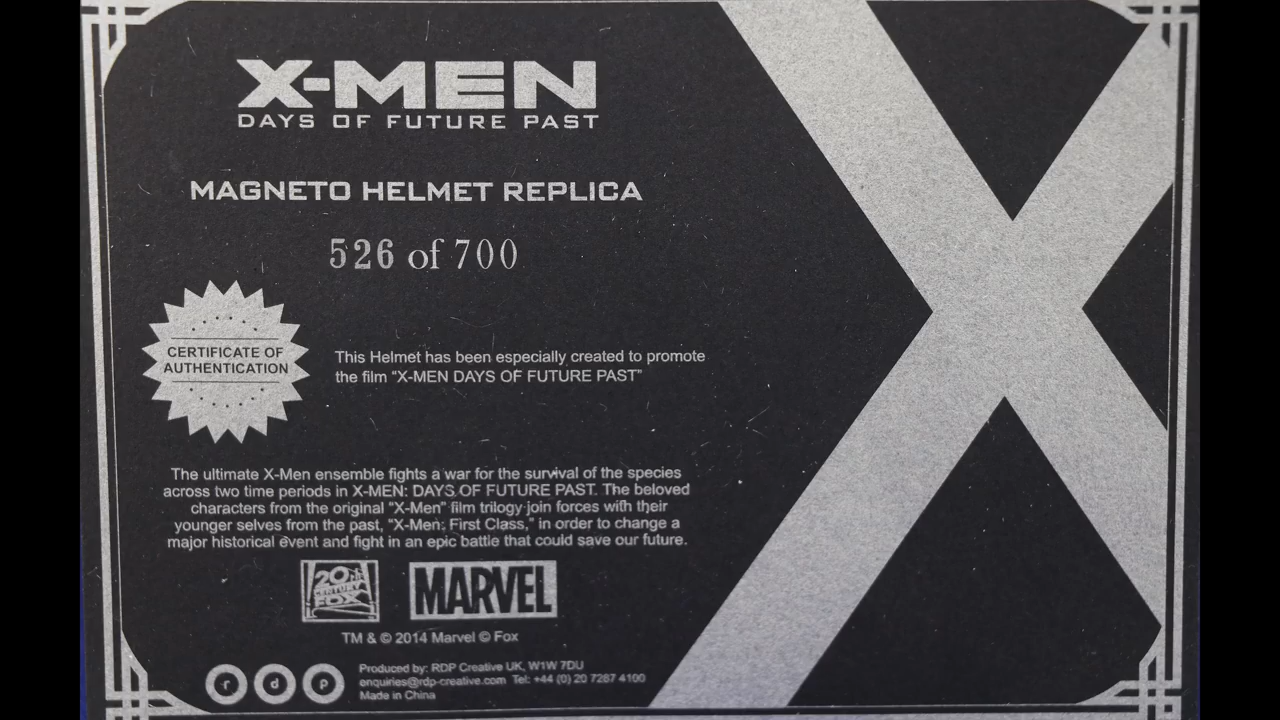 X-MEN
DAYS OF FUTURE PAST
MAGNETO HELMET REPLICA
526 of 700
CERTIFICATE OF
AUTHENTICATION
This Helmet has been especially created to promote
the film "X-MEN DAYS OF FUTURE PAST"
The ultimate X-Men ensemble fights a war for the survival of the species
across two time periods in X-MEN: DAYS OF FUTURE PAST. The beloved
characters from the original "X-Men" film trilogy join forces with their
younger selves from the past, "X-Men: First Class," in order to change a
major historical event and fight in an epic battle that could save our future.
20th
CENTURY
FOX
MARVEL
TM & © 2014 Marvel © Fox
r d p
Produced by: RDP Creative UK, W1W 7DU
enquiries@rdp-creative.com Tel: +44 (0) 20 7287 4100
Made in China